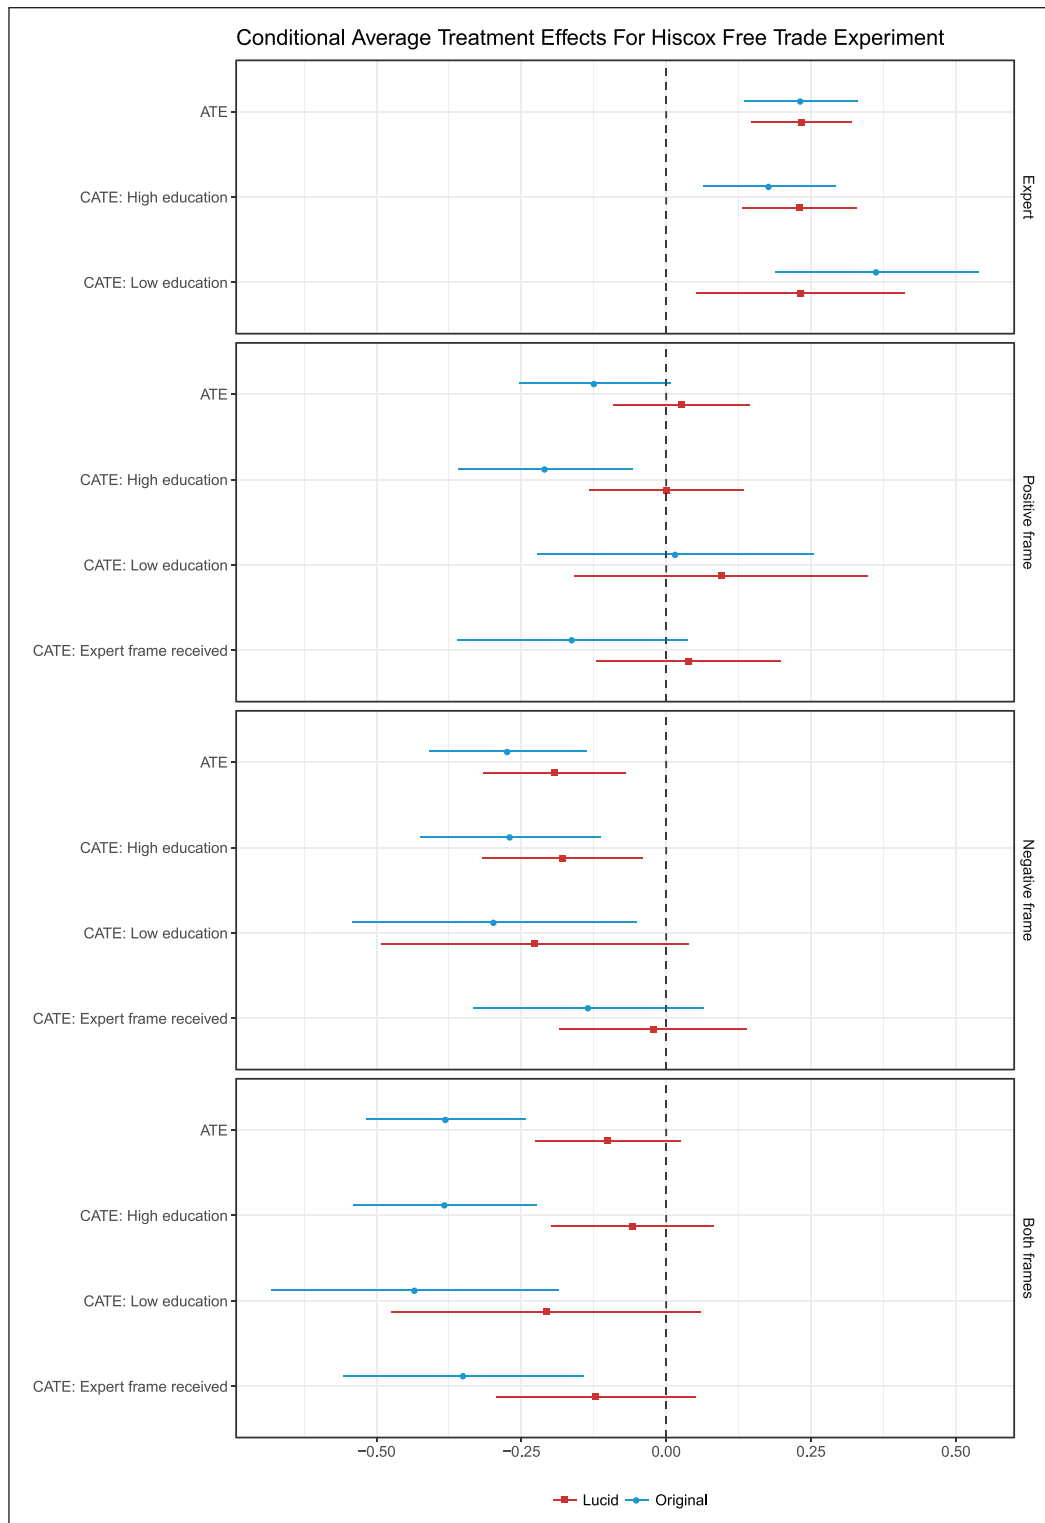 Conditional Average Treatment Effects For Hiscox Free Trade Experiment
ATE
CATE: High education
CATE: Low education
Expert
ATE
CATE: High education
CATE: Low education
CATE: Expert frame received
Positive frame
ATE
CATE: High education
CATE: Low education
CATE: Expert frame received
Negative frame
ATE
CATE: High education
CATE: Low education
CATE: Expert frame received
Both frames
−0.50 −0.25 0.00 0.25 0.50
Lucid Original